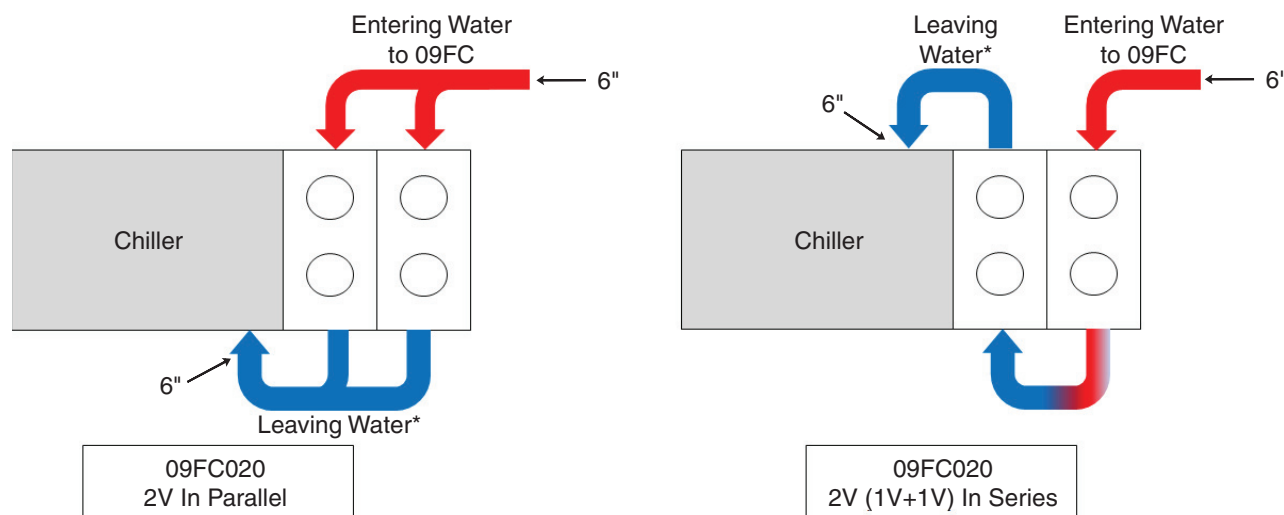 Entering Water
to 09FC
6"
Chiller
6"
Leaving Water*
09FC020
2V In Parallel
Leaving
Water*
Entering Water
to 09FC
6'
6"
Chiller
09FC020
2V (1V+1V) In Series